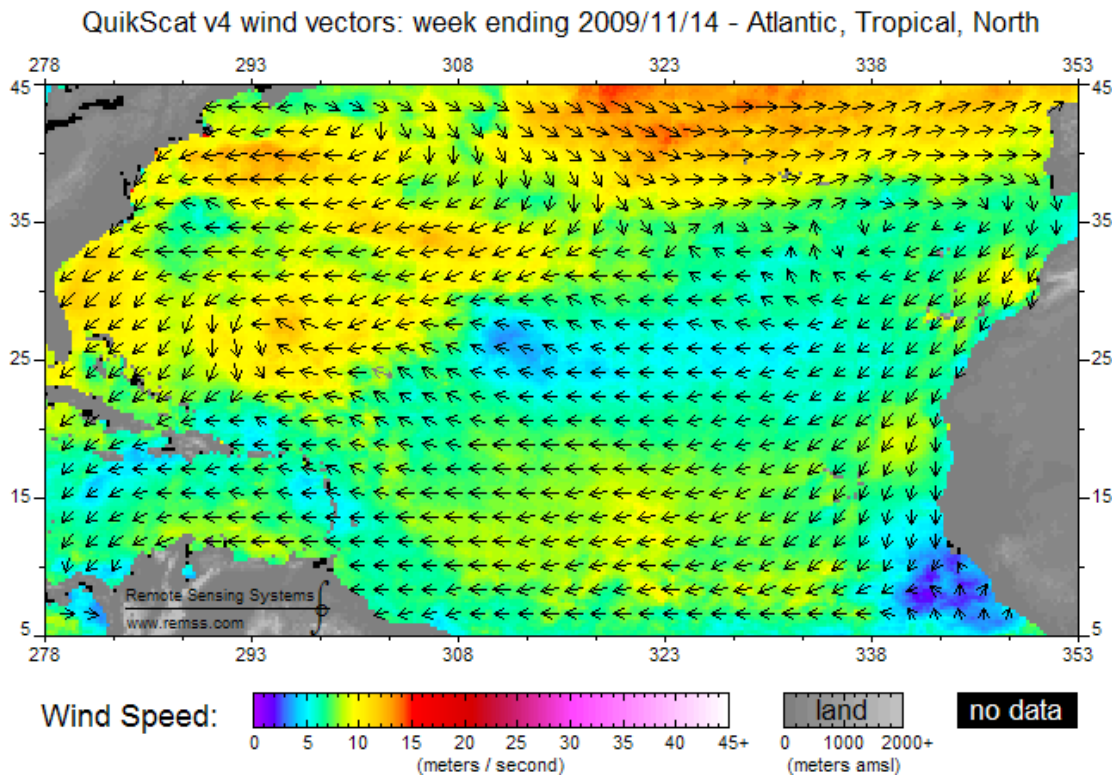 QuikScat v4 wind vectors: week ending 2009/11/14 - Atlantic, Tropical, North
278 293 308 323 338 353
45 45
35 35
25 25
15 15
Remote Sensing Systems
www.remss.com
5 5
278 293 308 323 338 353
Wind Speed: land no data
0 5 10 15 20 25 30 35 40 45+ 0 1000 2000+
(meters / second) (meters amsl)